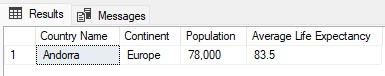 Results Messages
Country Name Continent Population Average Life Expectancy
1 Andorra Europe 78,000 83.5